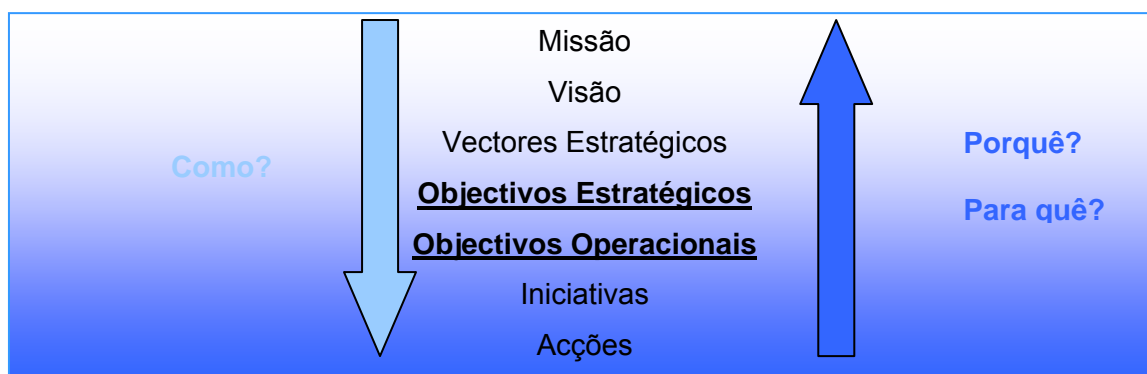 Missão
Visão
Vectores Estratégicos
Como?
Porquê?
Objectivos Estratégicos
Para quê?
Objectivos Operacionais
Iniciativas
Acções